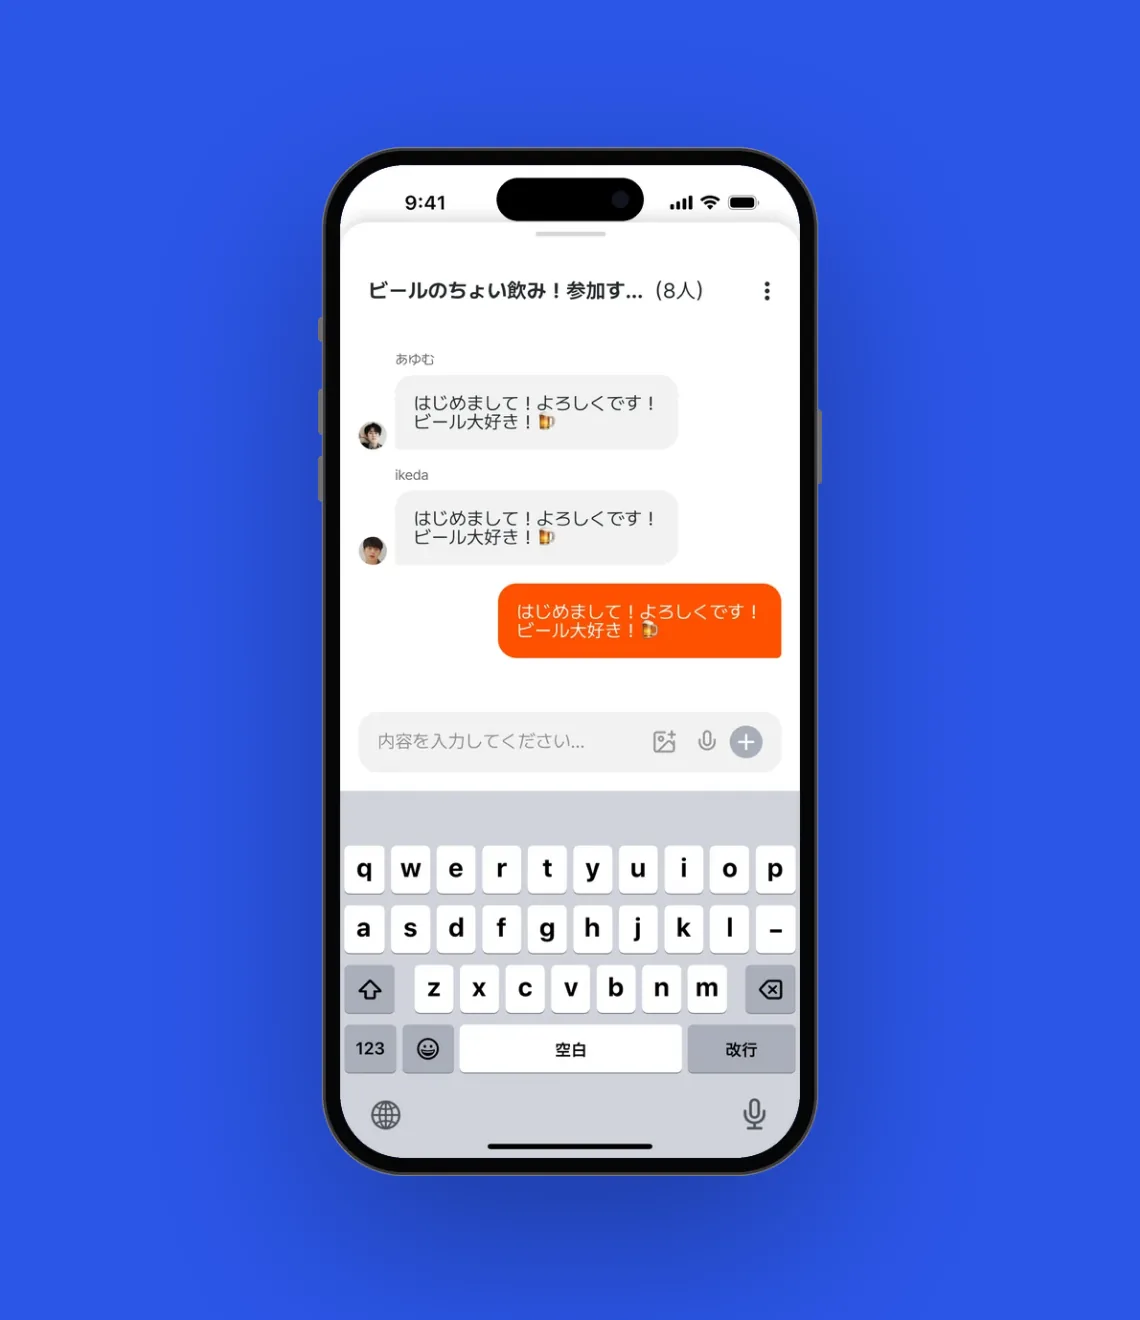 9:41
ビールのちょい飲み！参加す... (8人)
あゆむ
はじめまして！よろしくです！
ビール大好き！🍺
ikeda
はじめまして！よろしくです！
ビール大好き！🍺
はじめまして！よろしくです！
ビール大好き！🍺
内容を入力してください...
q w e r t y u i o p
a s d f g h j k l –
z x c v b n m
123 空白 改行